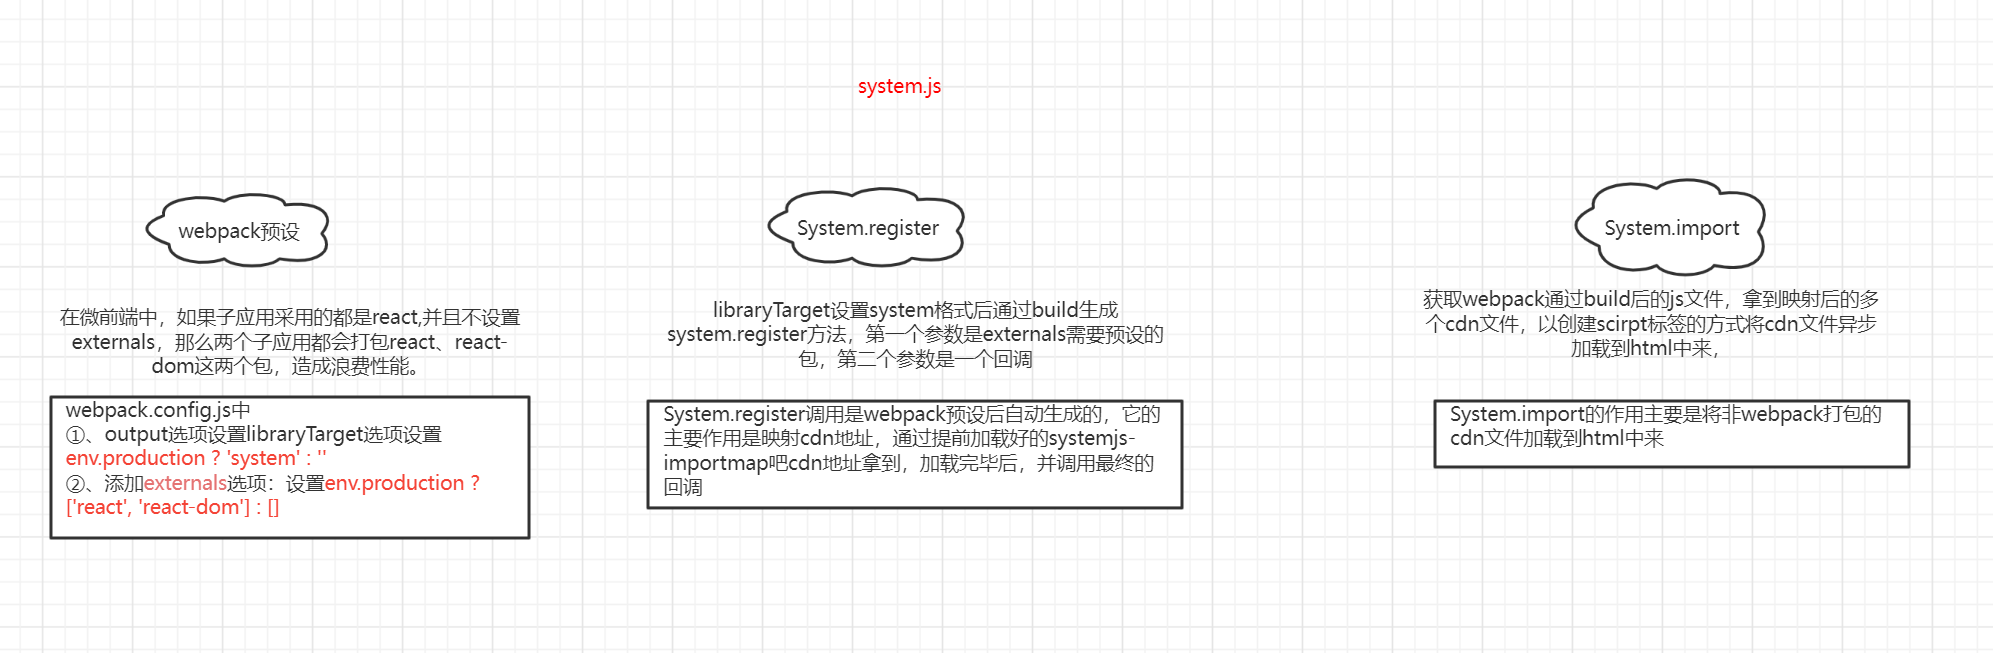 system.js
webpack预设
在微前端中，如果子应用采用的都是react,并且不设置
externals，那么两个子应用都会打包react、react-
dom这两个包，造成浪费性能。
webpack.config.js中
①、output选项设置libraryTarget选项设置
env.production ? 'system' : ''
②、添加externals选项：设置env.production ?
['react', 'react-dom'] : []
System.register
libraryTarget设置system格式后通过build生成
system.register方法，第一个参数是externals需要预设的
包，第二个参数是一个回调
System.register调用是webpack预设后自动生成的，它的
主要作用是映射cdn地址，通过提前加载好的systemjs-
importmap吧cdn地址拿到，加载完毕后，并调用最终的
回调
System.import
获取webpack通过build后的js文件，拿到映射后的多
个cdn文件，以创建scirpt标签的方式将cdn文件异步
加载到html中来，
System.import的作用主要是将非webpack打包的
cdn文件加载到html中来